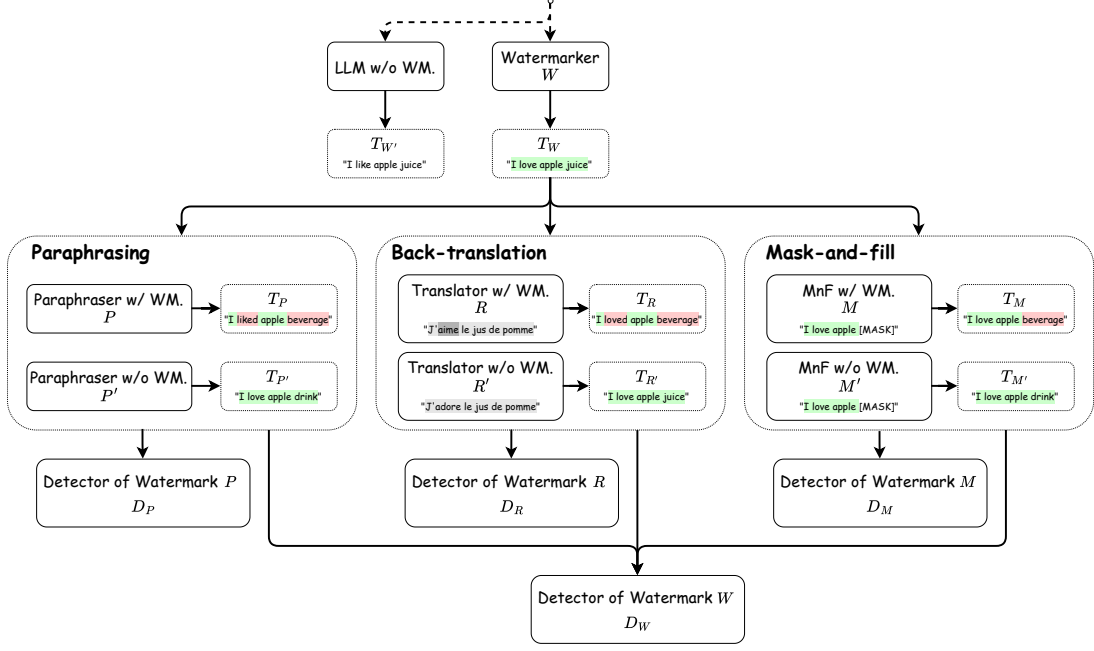 LLM w/o WM.
Watermarker
W
T_{W'}
"I like apple juice"
T_W
"I love apple juice"
Paraphrasing
Paraphraser w/ WM.
P
T_P
"I liked apple beverage"
Paraphraser w/o WM.
P'
T_{P'}
"I love apple drink"
Detector of Watermark P
D_P
Back-translation
Translator w/ WM.
R
"J'aime le jus de pomme"
T_R
"I loved apple beverage"
Translator w/o WM.
R'
"J'adore le jus de pomme"
T_{R'}
"I love apple juice"
Detector of Watermark R
D_R
Mask-and-fill
MnF w/ WM.
M
"I love apple [MASK]"
T_M
"I love apple beverage"
MnF w/o WM.
M'
"I love apple [MASK]"
T_{M'}
"I love apple drink"
Detector of Watermark M
D_M
Detector of Watermark W
D_W